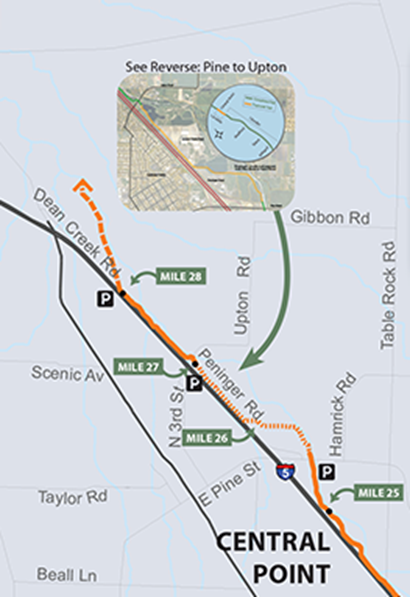 See Reverse: Pine to Upton
Gibbon Rd
Dean Creek Rd
MILE 28
P
Upton Rd
Table Rock Rd
Scenic Av
MILE 27
P
Peninger Rd
N 3rd St
MILE 26
Hamrick Rd
E Pine St
5
P
MILE 25
Taylor Rd
CENTRAL
POINT
Beall Ln